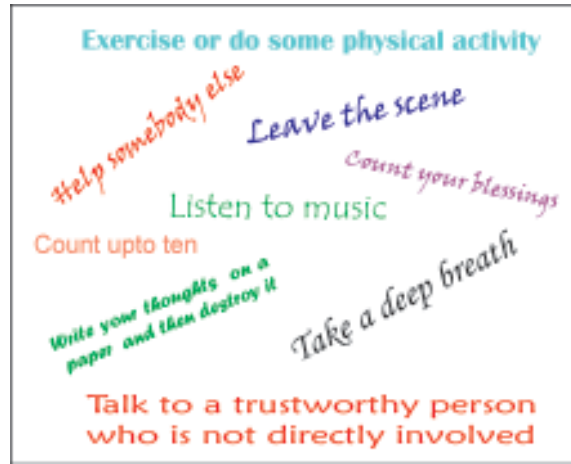 Exercise or do some physical activity
Help somebody else
Leave the scene
Count your blessings
Listen to music
Count upto ten
Write your thoughts on a
paper and then destroy it
Take a deep breath
Talk to a trustworthy person
who is not directly involved